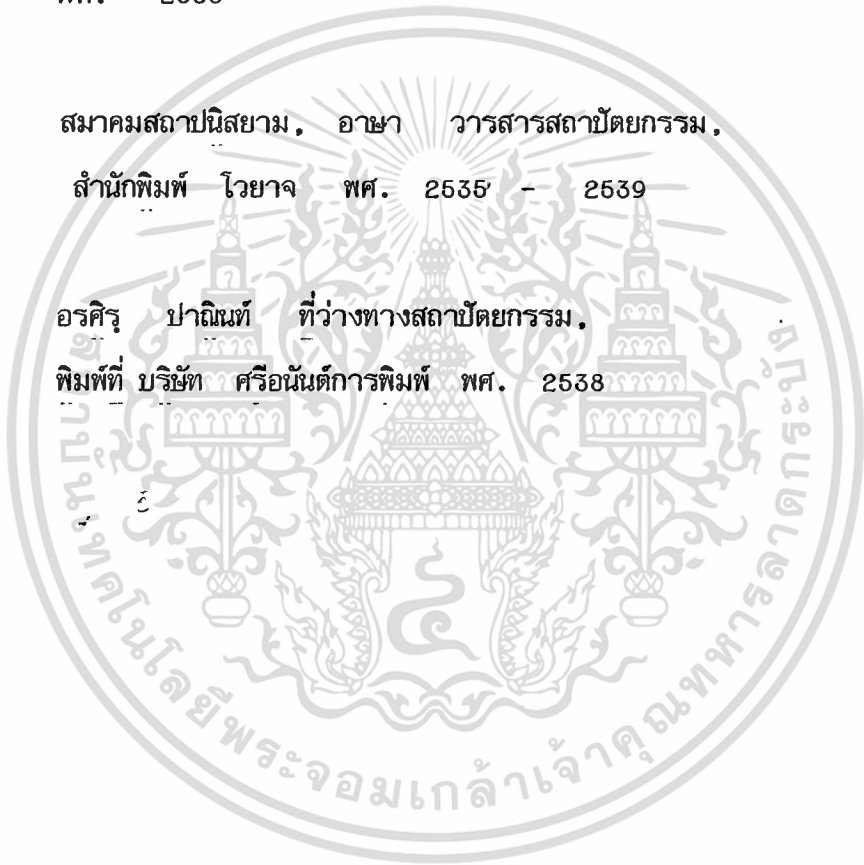 สมาคมสถาปนิสยาม, อาษา วารสารสถาปัตยกรรม,
สำนักพิมพ์ โวยาจ พศ. 2535 - 2539
อรศิรุ ปาณินท์ ที่ว่างทางสถาปัตยกรรม,
พิมพ์ที่ บริษัท ศรีอนันต์การพิมพ์ พศ. 2538
สถาบันเทคโนโลยีพระจอมเกล้าเจ้าคุณทหารลาดกระบัง